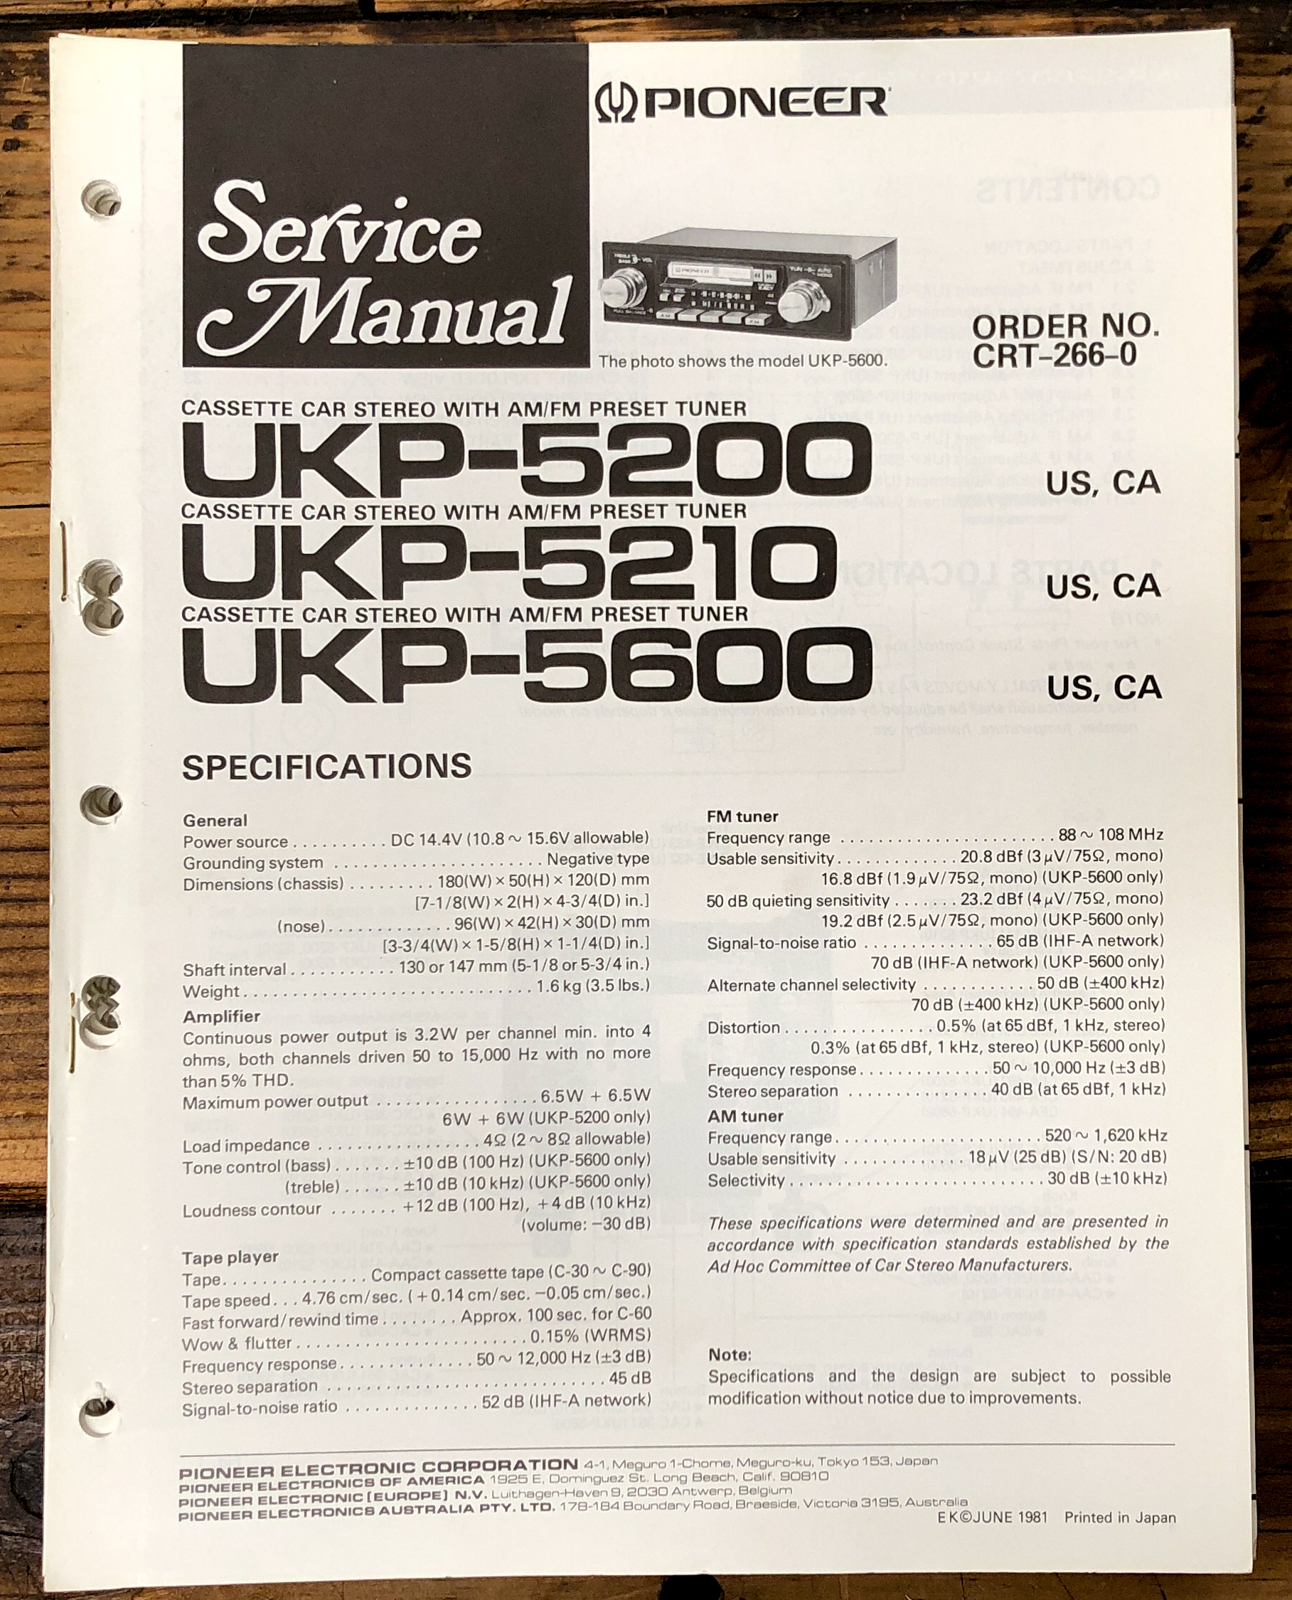 Service
Manual
PIONEER
The photo shows the model UKP-5600.
ORDER NO.
CRT-266-0
CASSETTE CAR STEREO WITH AM/FM PRESET TUNER
UKP-5200 US, CA
CASSETTE CAR STEREO WITH AM/FM PRESET TUNER
UKP-5210 US, CA
CASSETTE CAR STEREO WITH AM/FM PRESET TUNER
UKP-5600 US, CA
SPECIFICATIONS
General
Power source . . . . . . . . . . DC 14.4V (10.8 ~ 15.6V allowable)
Grounding system . . . . . . . . . . . . . . . . . . . . . . . Negative type
Dimensions (chassis) . . . . . . . . . 180(W) × 50(H) × 120(D) mm
[7-1/8(W) × 2(H) × 4-3/4(D) in.]
(nose) . . . . . . . . . . . . . 96(W) × 42(H) × 30(D) mm
[3-3/4(W) × 1-5/8(H) × 1-1/4(D) in.]
Shaft interval . . . . . . . . . . . 130 or 147 mm (5-1/8 or 5-3/4 in.)
Weight . . . . . . . . . . . . . . . . . . . . . . . . . . . . . . 1.6 kg (3.5 lbs.)
Amplifier
Continuous power output is 3.2W per channel min. into 4
ohms, both channels driven 50 to 15,000 Hz with no more
than 5% THD.
Maximum power output . . . . . . . . . . . . . . . . . 6.5W + 6.5W
6W + 6W (UKP-5200 only)
Load impedance . . . . . . . . . . . . . . . . . 4Ω (2 ~ 8Ω allowable)
Tone control (bass) . . . . . . . ±10 dB (100 Hz) (UKP-5600 only)
(treble) . . . . . . ±10 dB (10 kHz) (UKP-5600 only)
Loudness contour . . . . . . . +12 dB (100 Hz), +4 dB (10 kHz)
(volume: −30 dB)
Tape player
Tape . . . . . . . . . . . . . . . Compact cassette tape (C-30 ~ C-90)
Tape speed . . . 4.76 cm/sec. (+0.14 cm/sec. −0.05 cm/sec.)
Fast forward/rewind time . . . . . . . . Approx. 100 sec. for C-60
Wow & flutter . . . . . . . . . . . . . . . . . . . . . . . . 0.15% (WRMS)
Frequency response . . . . . . . . . . . . . 50 ~ 12,000 Hz (±3 dB)
Stereo separation . . . . . . . . . . . . . . . . . . . . . . . . . . . . . 45 dB
Signal-to-noise ratio . . . . . . . . . . . . . . 52 dB (IHF-A network)
FM tuner
Frequency range . . . . . . . . . . . . . . . . . . . . . . . 88 ~ 108 MHz
Usable sensitivity . . . . . . . . . . . . . 20.8 dBf (3 μV/75Ω, mono)
16.8 dBf (1.9 μV/75Ω, mono) (UKP-5600 only)
50 dB quieting sensitivity . . . . . . . 23.2 dBf (4 μV/75Ω, mono)
19.2 dBf (2.5 μV/75Ω, mono) (UKP-5600 only)
Signal-to-noise ratio . . . . . . . . . . . . . . 65 dB (IHF-A network)
70 dB (IHF-A network) (UKP-5600 only)
Alternate channel selectivity . . . . . . . . . . . . 50 dB (±400 kHz)
70 dB (±400 kHz) (UKP-5600 only)
Distortion . . . . . . . . . . . . . . . . 0.5% (at 65 dBf, 1 kHz, stereo)
0.3% (at 65 dBf, 1 kHz, stereo) (UKP-5600 only)
Frequency response . . . . . . . . . . . . . . 50 ~ 10,000 Hz (±3 dB)
Stereo separation . . . . . . . . . . . . . . . 40 dB (at 65 dBf, 1 kHz)
AM tuner
Frequency range . . . . . . . . . . . . . . . . . . . . . . 520 ~ 1,620 kHz
Usable sensitivity . . . . . . . . . . . . . 18 μV (25 dB) (S/N: 20 dB)
Selectivity . . . . . . . . . . . . . . . . . . . . . . . . . . . 30 dB (±10 kHz)
These specifications were determined and are presented in
accordance with specification standards established by the
Ad Hoc Committee of Car Stereo Manufacturers.
Note:
Specifications and the design are subject to possible
modification without notice due to improvements.
PIONEER ELECTRONIC CORPORATION 4-1, Meguro 1-Chome, Meguro-ku, Tokyo 153, Japan
PIONEER ELECTRONICS OF AMERICA 1925 E. Dominguez St. Long Beach, Calif. 90810
PIONEER ELECTRONIC [EUROPE] N.V. Luithagen-Haven 9, 2030 Antwerp, Belgium
PIONEER ELECTRONICS AUSTRALIA PTY. LTD. 178-184 Boundary Road, Braeside, Victoria 3195, Australia
EK©JUNE 1981 Printed in Japan